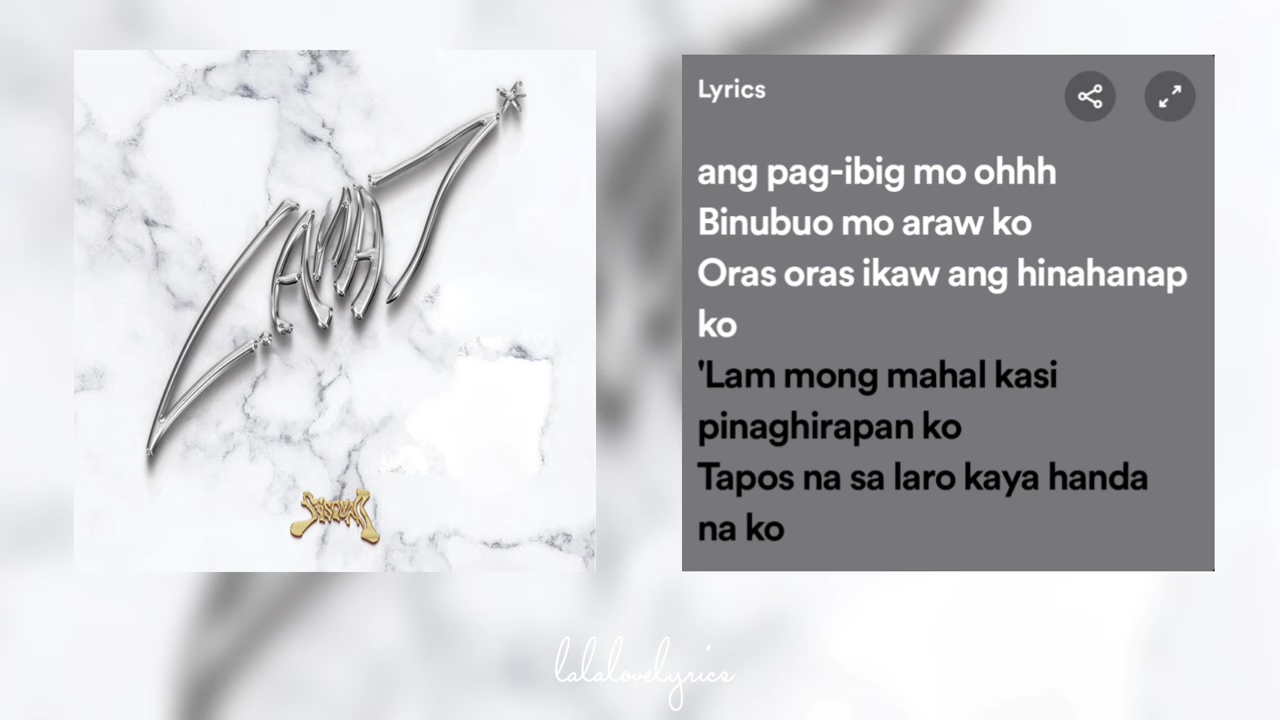 Lyrics
ang pag-ibig mo ohhh
Binubuo mo araw ko
Oras oras ikaw ang hinahanap
ko
'Lam mong mahal kasi
pinaghirapan ko
Tapos na sa laro kaya handa
na ko
lalalovelyrics